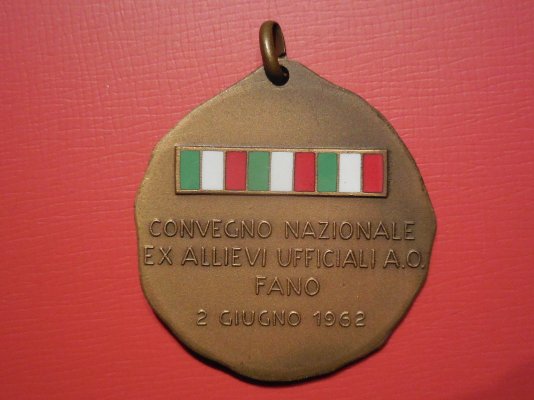 CONVEGNO NAZIONALE
EX ALLIEVI UFFICIALI A.O.
FANO
2 GIUGNO 1962